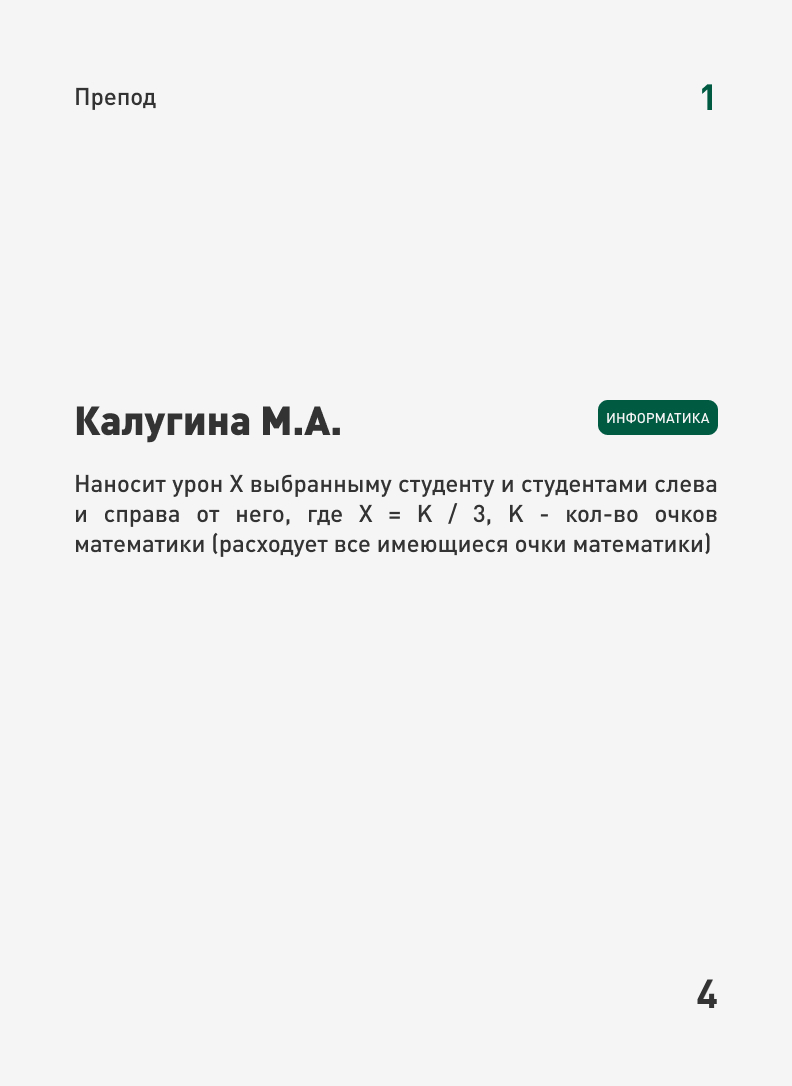 Препод
1
Калугина М.А.
ИНФОРМАТИКА
Наносит урон X выбранныму студенту и студентами слева
и справа от него, где X = K / 3, K - кол-во очков
математики (расходует все имеющиеся очки математики)
4